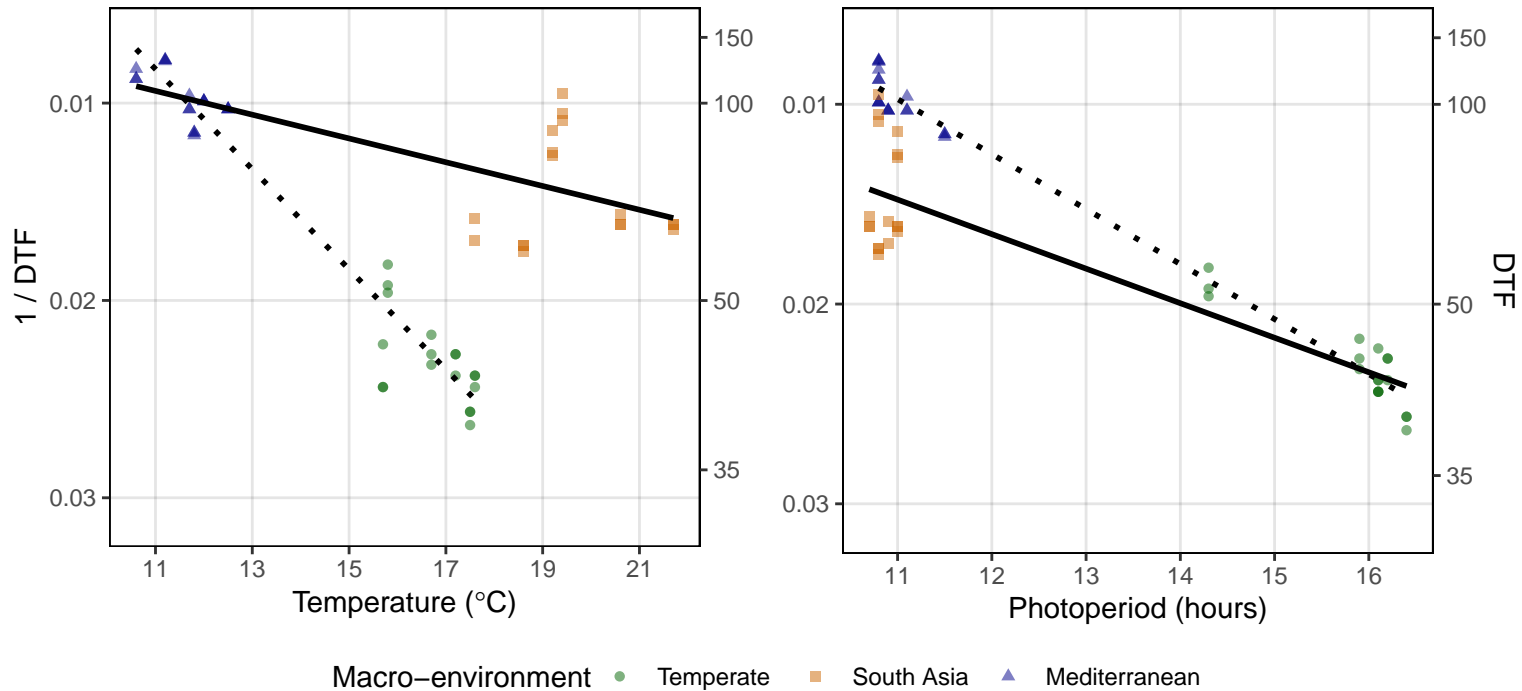 1 / DTF
0.01
0.02
0.03
150
100
50
35
11 13 15 17 19 21
Temperature (°C)
0.01
0.02
0.03
150
100
50
35
DTF
11 12 13 14 15 16
Photoperiod (hours)
Macro−environment Temperate South Asia Mediterranean